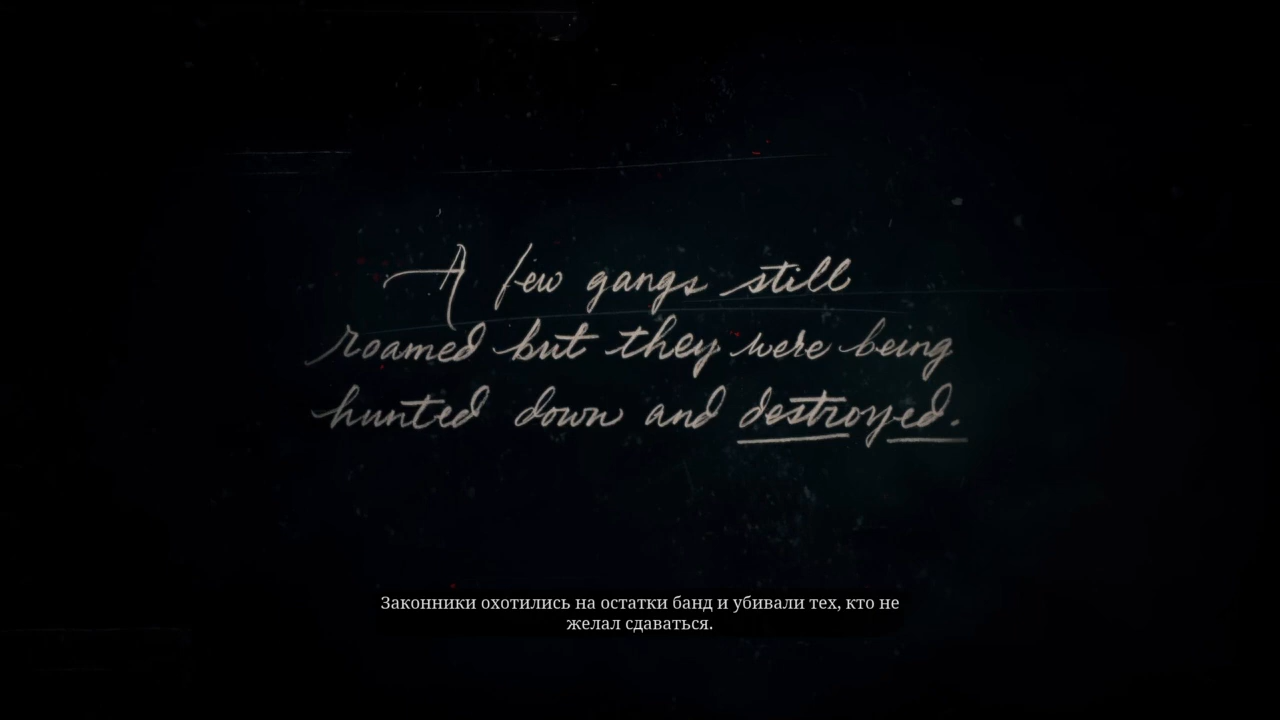 A few gangs still
roamed but they were being
hunted down and destroyed.
Законники охотились на остатки банд и убивали тех, кто не
желал сдаваться.